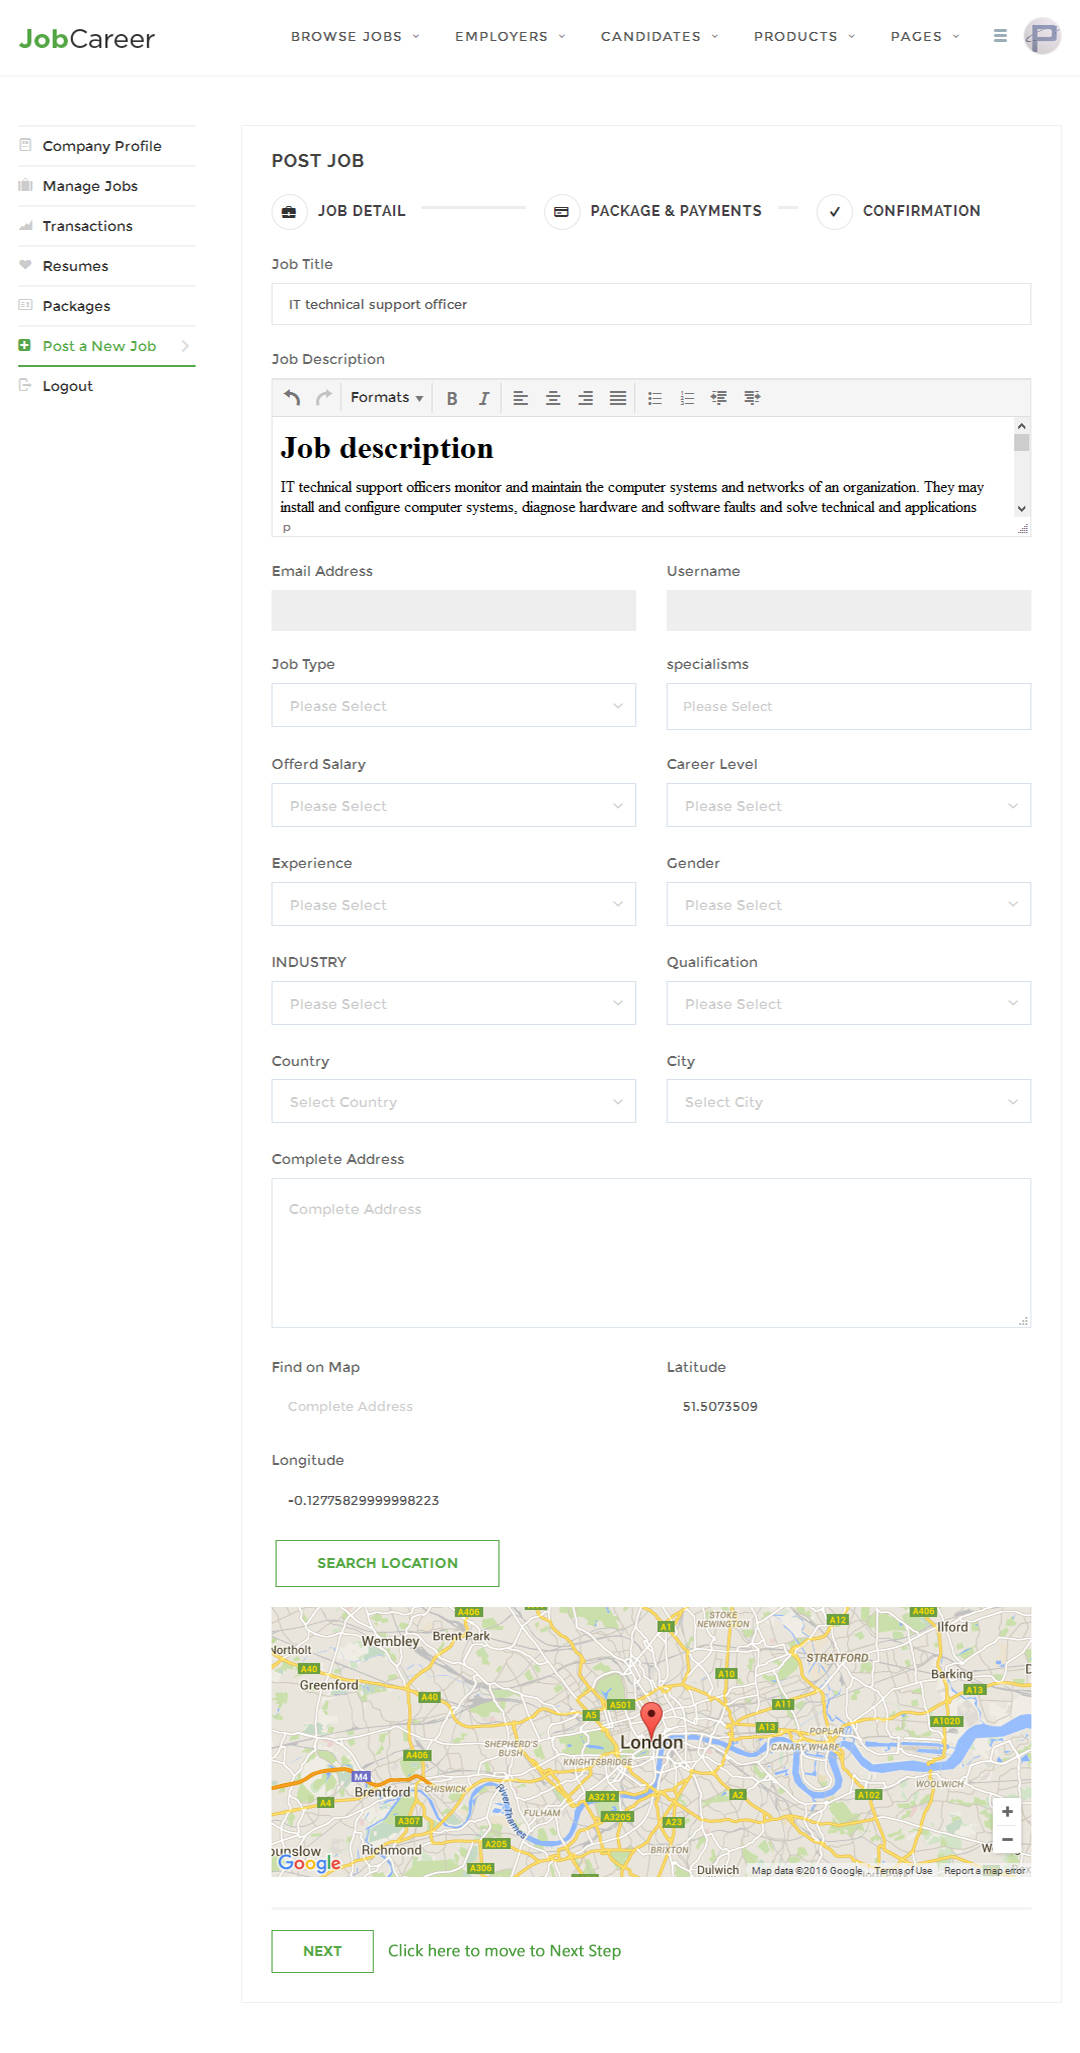 JobCareer
BROWSE JOBS
EMPLOYERS
CANDIDATES
PRODUCTS
PAGES
P
Company Profile
Manage Jobs
Transactions
Resumes
Packages
Post a New Job
Logout
POST JOB
JOB DETAIL
PACKAGE & PAYMENTS
CONFIRMATION
Job Title
IT technical support officer
Job Description
Formats
B I
Job description
IT technical support officers monitor and maintain the computer systems and networks of an organization. They may
install and configure computer systems, diagnose hardware and software faults and solve technical and applications
p
Email Address
Username
Job Type
specialisms
Please Select
Please Select
Offerd Salary
Career Level
Please Select
Please Select
Experience
Gender
Please Select
Please Select
INDUSTRY
Qualification
Please Select
Please Select
Country
City
Select Country
Select City
Complete Address
Complete Address
Find on Map
Latitude
Complete Address
51.5073509
Longitude
-0.12775829999998223
SEARCH LOCATION
A406
STOKE
NEWINGTON
A406
A1
A12
Ilford
Wembley
Brent Park
Northolt
STRATFORD
A40
A10
Barking
Greenford
A13
A40
A501
A11
A5
A13
A1020
POPLAR
London
SHEPHERD'S
BUSH
CANARY WHARF
A406
KNIGHTSBRIDGE
M4
CHISWICK
WOOLWICH
Brentford
A3212
A2
A102
A4
River Thames
FULHAM
A307
A3205
A23
A205
Richmond
BRIXTON
ounslow
Google
A306
Dulwich
Map data ©2016 Google
Terms of Use
Report a map error
NEXT
Click here to move to Next Step